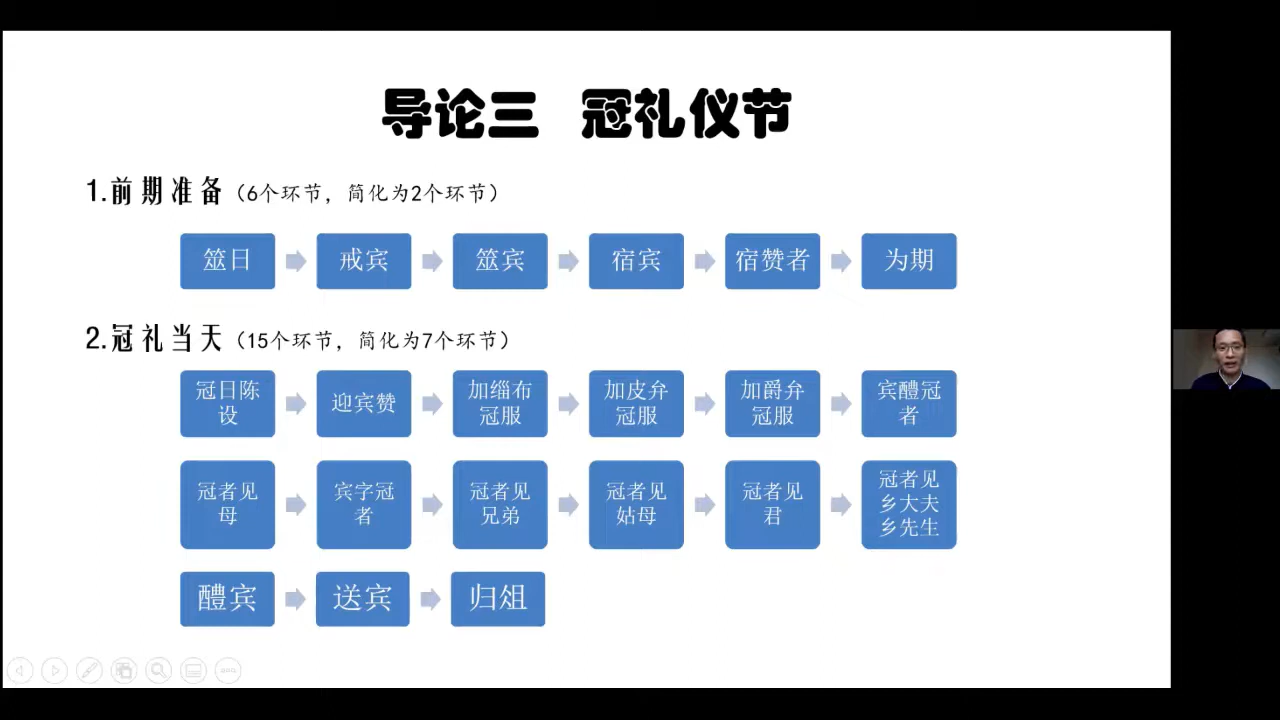 导论三 冠礼仪节
1.前期准备（6个环节，简化为2个环节）
筮日
戒宾
筮宾
宿宾
宿赞者
为期
2.冠礼当天（15个环节，简化为7个环节）
冠日陈
设
迎宾赞
加缁布
冠服
加皮弁
冠服
加爵弁
冠服
宾醴冠
者
冠者见
母
宾字冠
者
冠者见
兄弟
冠者见
姑母
冠者见
君
冠者见
乡大夫
乡先生
醴宾
送宾
归俎